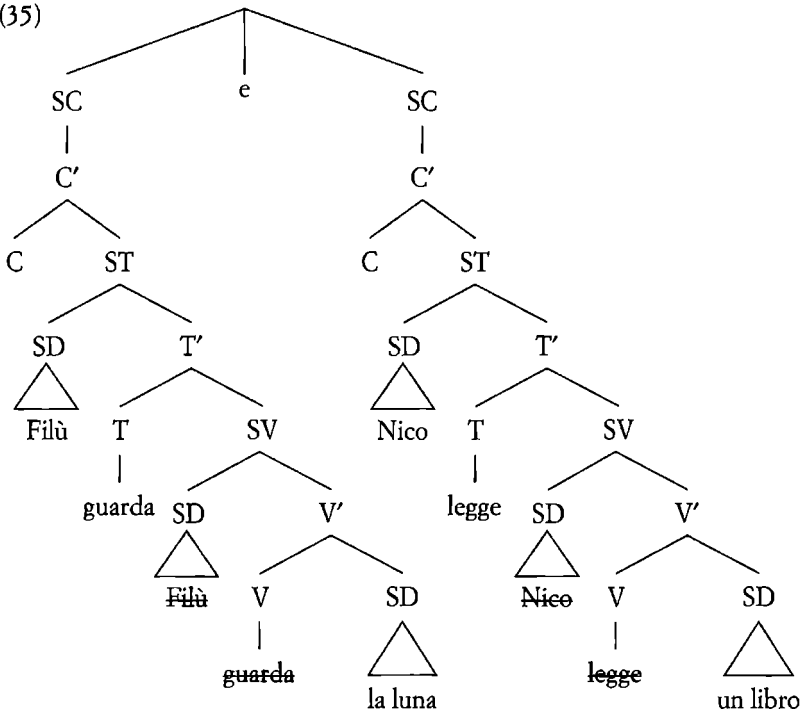 (35)
e
SC SC
C′ C′
C ST C ST
SD T′ SD T′
Filù T SV Nico T SV
guarda SD V′ legge SD V′
Filù V SD Nico V SD
guarda legge
la luna un libro